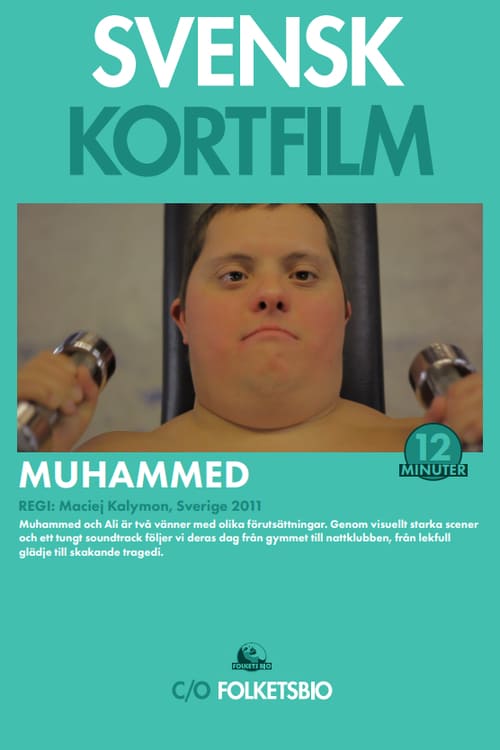 SVENSK
KORTFILM
12
MINUTER
MUHAMMED
REGI: Maciej Kalymon, Sverige 2011
Muhammed och Ali är två vänner med olika förutsättningar. Genom visuellt starka scener
och ett tungt soundtrack följer vi deras dag från gymmet till nattklubben, från lekfull
glädje till skakande tragedi.
FOLKETS BIO
C/O FOLKETSBIO